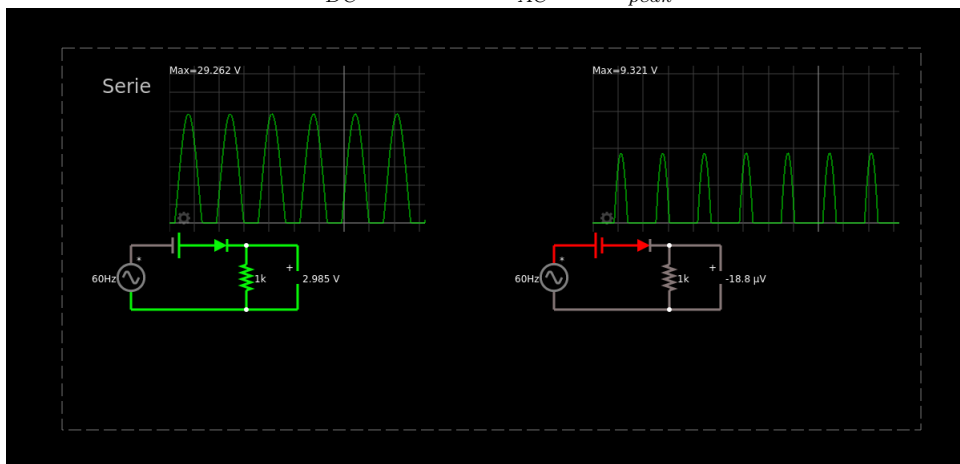 Max=29.262 V
Max=9.321 V
Serie
60Hz
1k
+
2.985 V
60Hz
1k
+
-18.8 μV